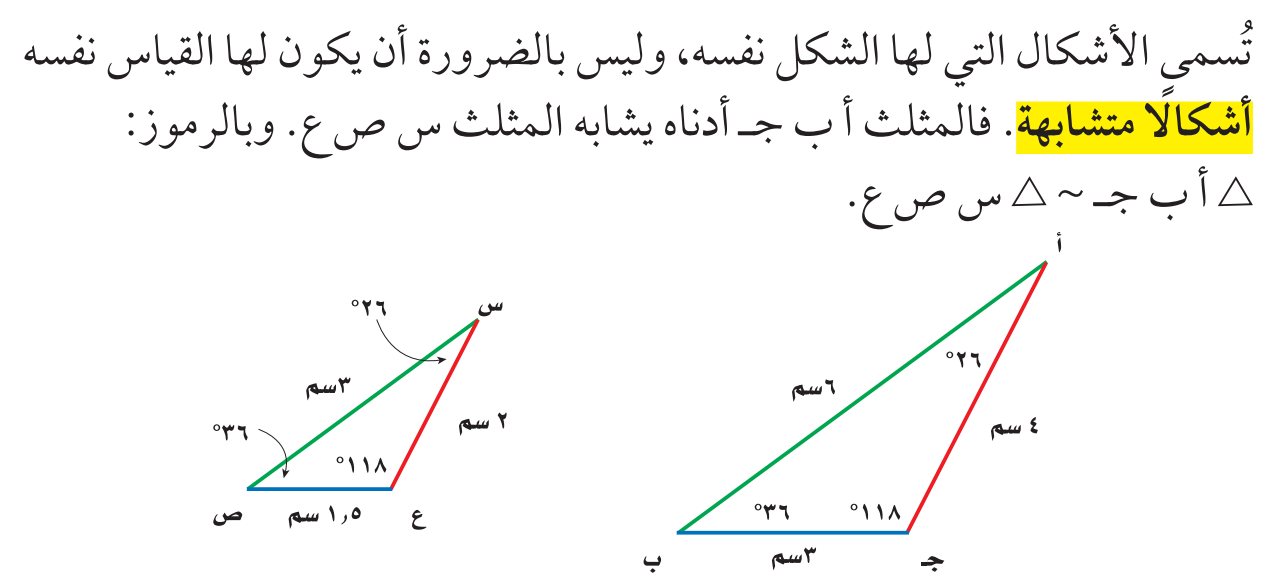 تُسمى الأشكال التي لها الشكل نفسه، وليس بالضرورة أن يكون لها القياس نفسه
أشكالًا متشابهة. فالمثلث أ ب جـ أدناه يشابه المثلث س ص ع. وبالرموز:
△ أ ب جـ ~ △ س ص ع.
أ
٢٦°
٦سم
٤ سم
٣٦°
١١٨°
ب
٣سم
جـ
س
٢٦°
٣سم
٢ سم
٣٦°
١١٨°
ع
١٫٥ سم
ص